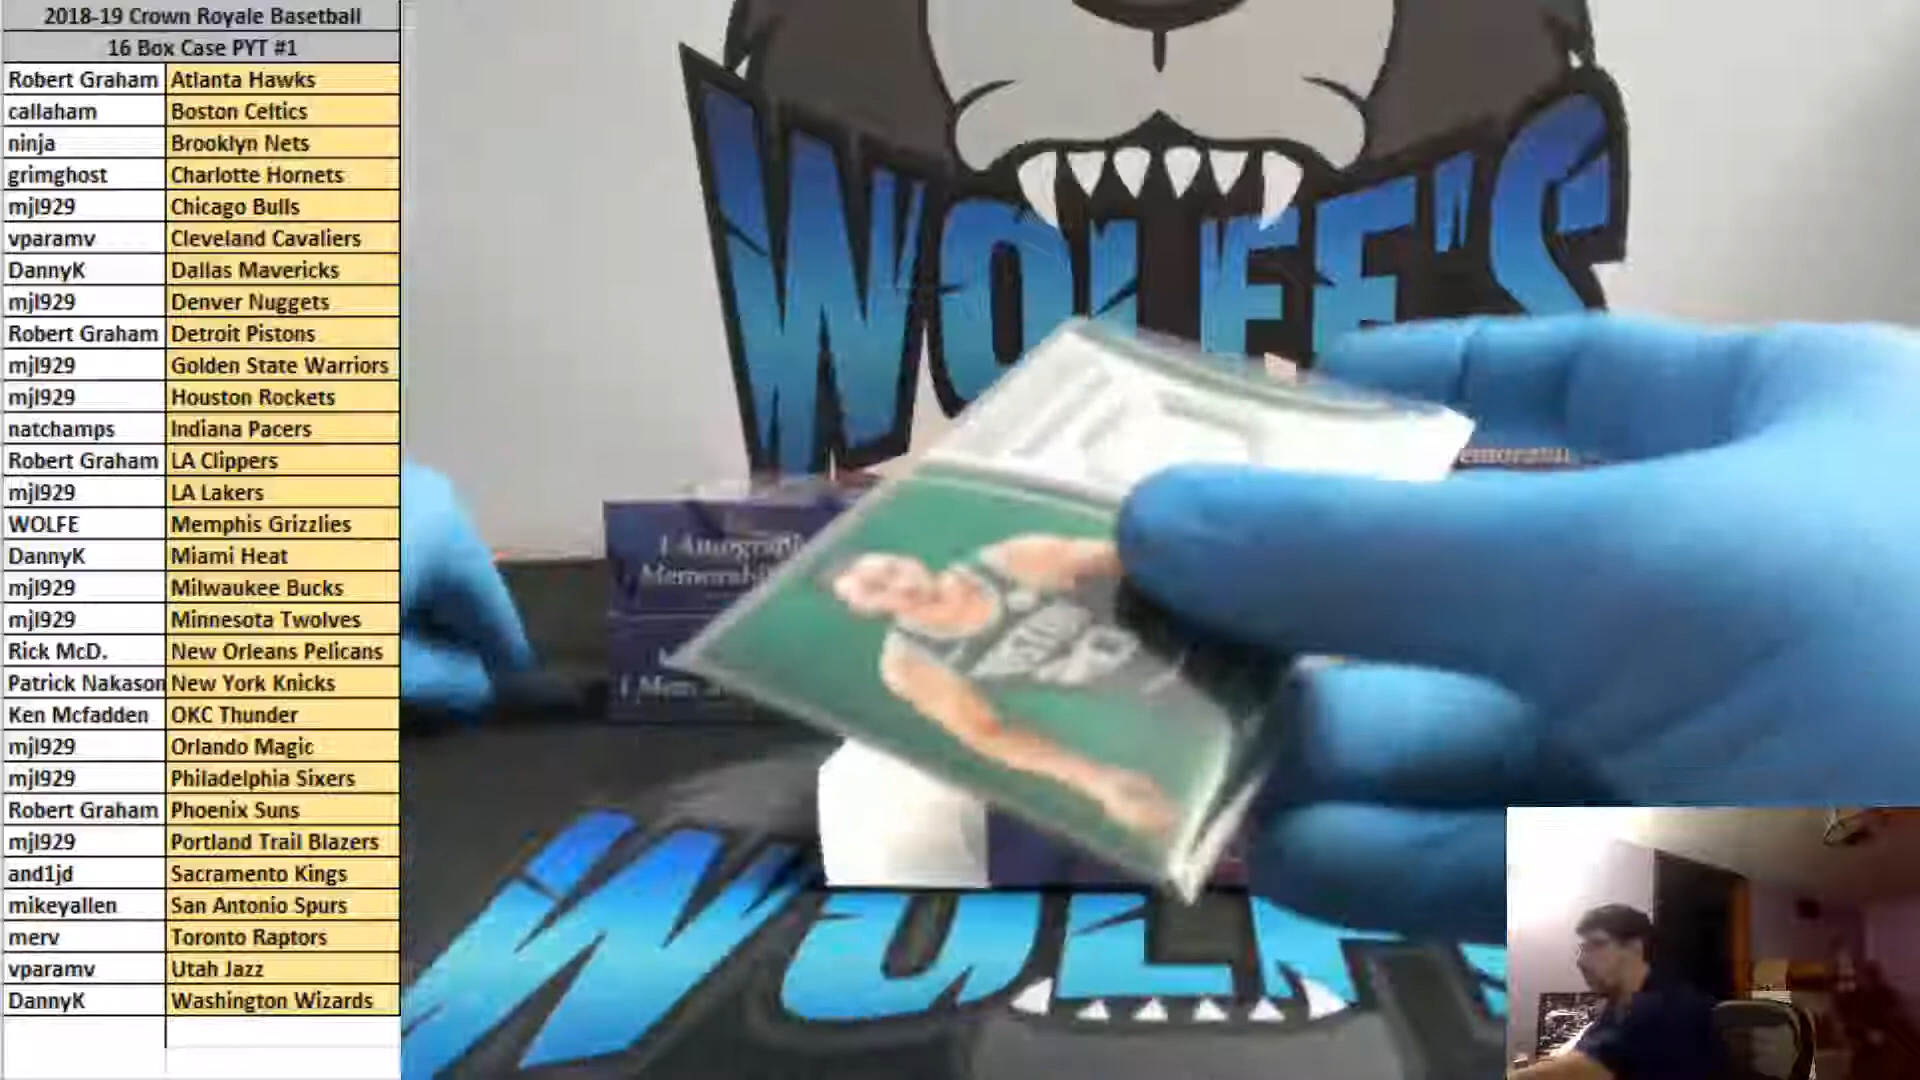 2018-19 Crown Royale Basetball
16 Box Case PYT #1
Robert Graham Atlanta Hawks
callaham Boston Celtics
ninja Brooklyn Nets
grimghost Charlotte Hornets
mjl929 Chicago Bulls
vparamv Cleveland Cavaliers
DannyK Dallas Mavericks
mjl929 Denver Nuggets
Robert Graham Detroit Pistons
mjl929 Golden State Warriors
mjl929 Houston Rockets
natchamps Indiana Pacers
Robert Graham LA Clippers
mjl929 LA Lakers
WOLFE Memphis Grizzlies
DannyK Miami Heat
mjl929 Milwaukee Bucks
mjl929 Minnesota Twolves
Rick McD. New Orleans Pelicans
Patrick Nakason New York Knicks
Ken Mcfadden OKC Thunder
mjl929 Orlando Magic
mjl929 Philadelphia Sixers
Robert Graham Phoenix Suns
mjl929 Portland Trail Blazers
and1jd Sacramento Kings
mikeyallen San Antonio Spurs
merv Toronto Raptors
vparamv Utah Jazz
DannyK Washington Wizards
WOLFE'S